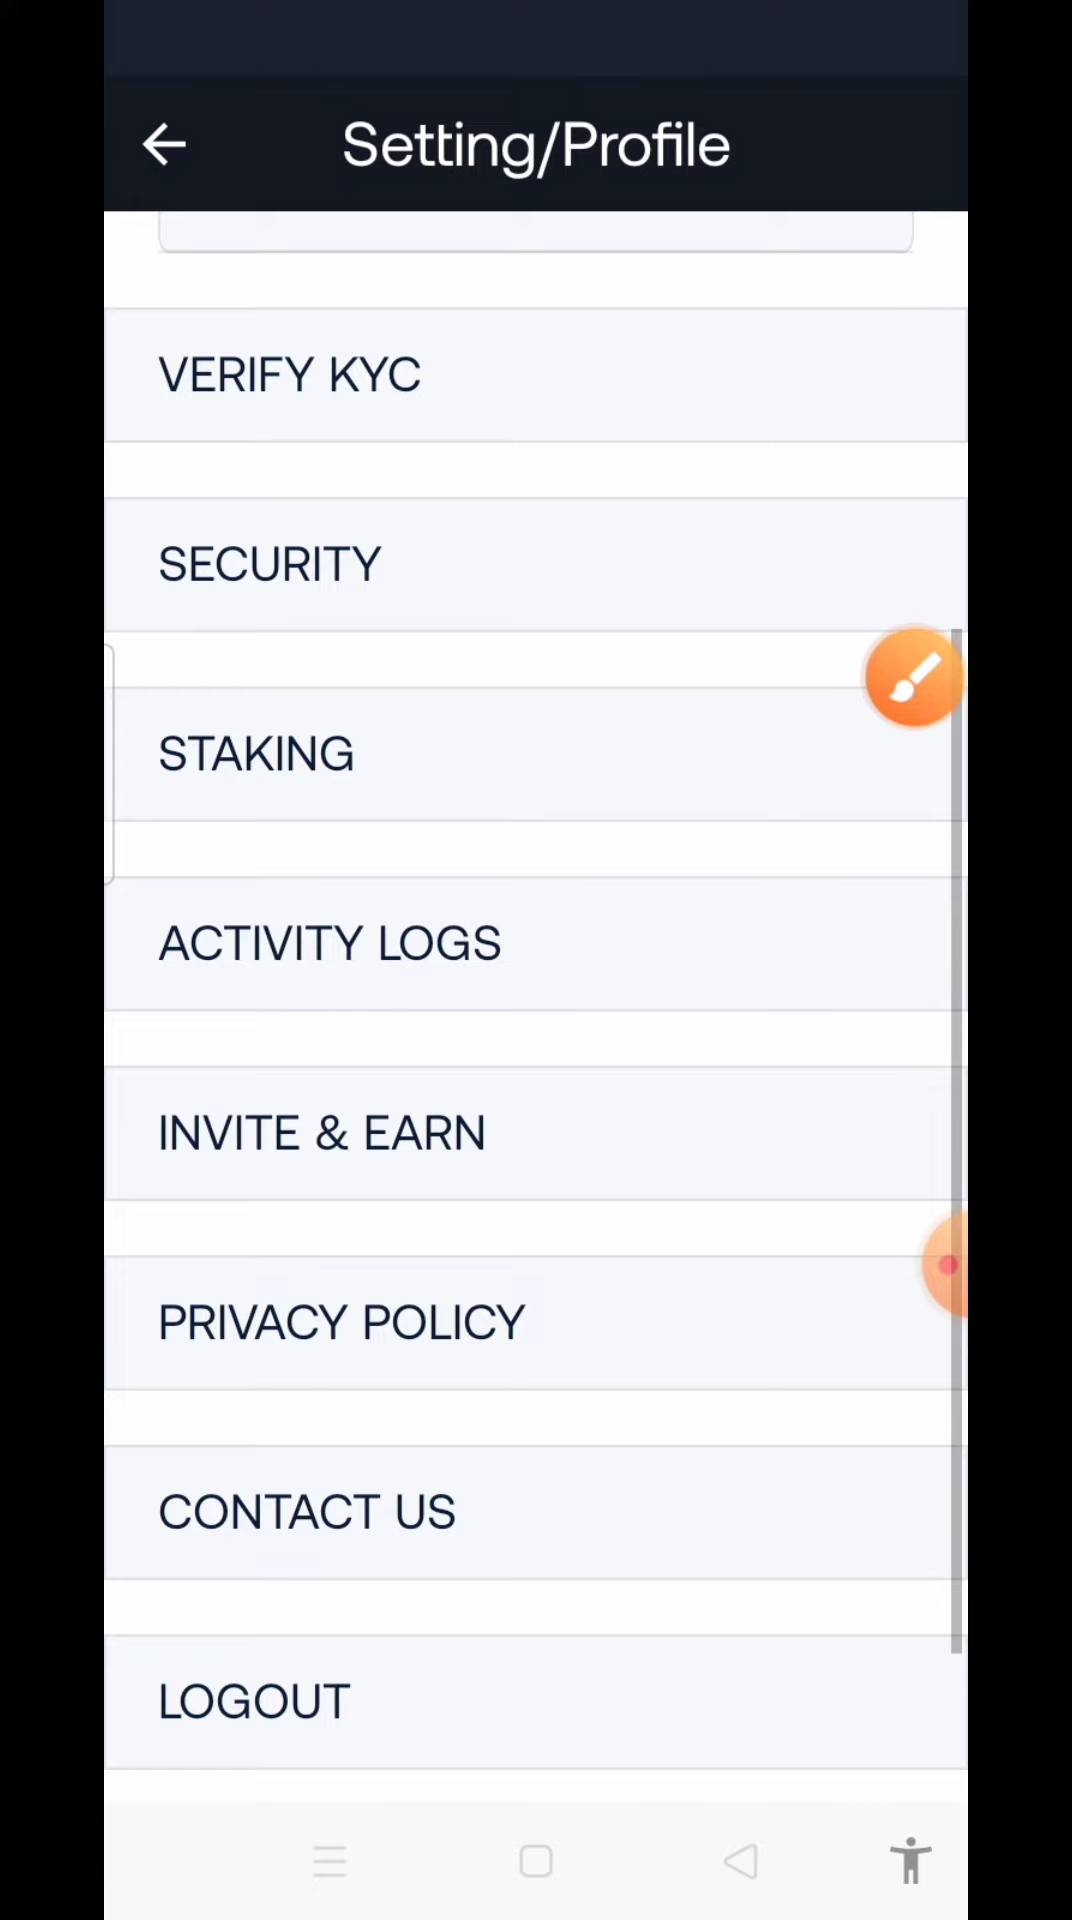 Setting/Profile
VERIFY KYC
SECURITY
STAKING
ACTIVITY LOGS
INVITE & EARN
PRIVACY POLICY
CONTACT US
LOGOUT